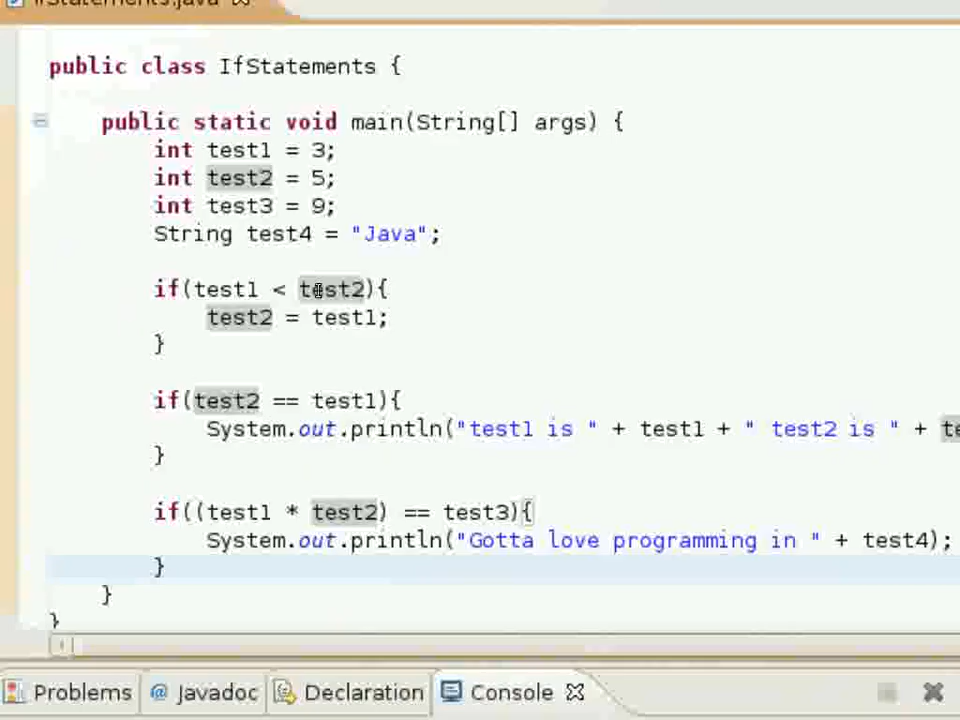 ifStatements.java
public class IfStatements {
public static void main(String[] args) {
int test1 = 3;
int test2 = 5;
int test3 = 9;
String test4 = "Java";
if(test1 < test2){
test2 = test1;
}
if(test2 == test1){
System.out.println("test1 is " + test1 + " test2 is " + te
}
if((test1 * test2) == test3){
System.out.println("Gotta love programming in " + test4);
}
}
}
Problems @ Javadoc Declaration Console